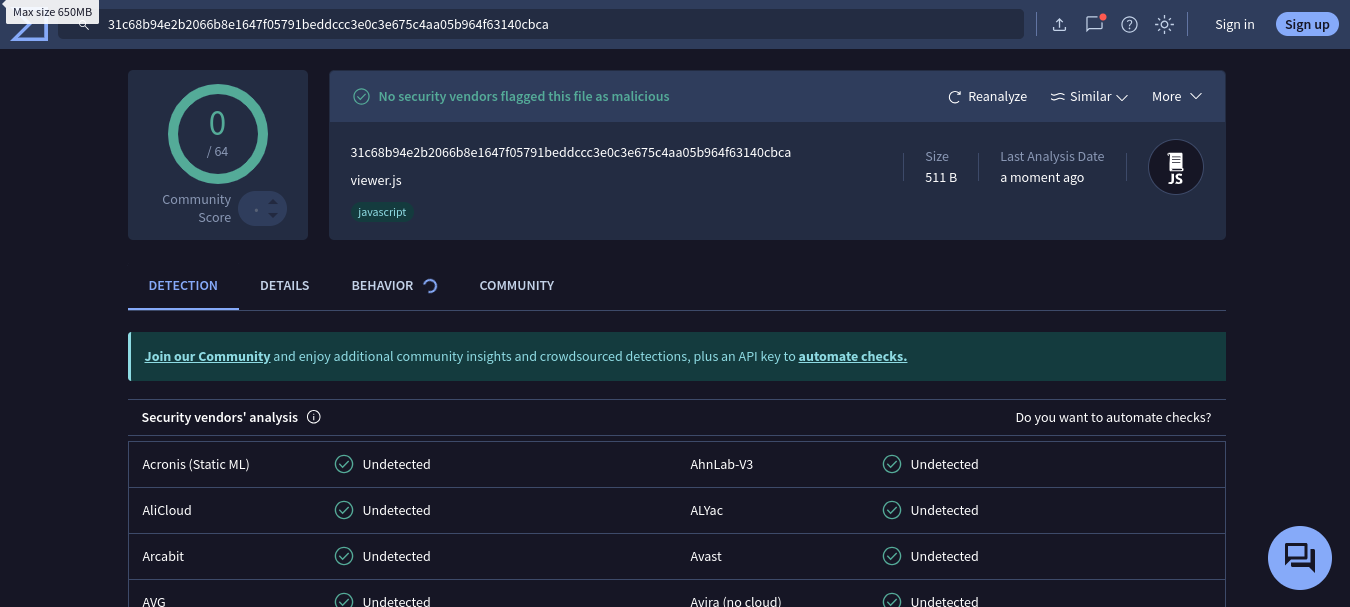 Max size 650MB
31c68b94e2b2066b8e1647f05791beddccc3e0c3e675c4aa05b964f63140cbca
Sign in
Sign up
0
/ 64
Community
Score
No security vendors flagged this file as malicious
Reanalyze
Similar
More
31c68b94e2b2066b8e1647f05791beddccc3e0c3e675c4aa05b964f63140cbca
viewer.js
javascript
Size
511 B
Last Analysis Date
a moment ago
JS
DETECTION
DETAILS
BEHAVIOR
COMMUNITY
Join our Community and enjoy additional community insights and crowdsourced detections, plus an API key to automate checks.
Security vendors' analysis
Do you want to automate checks?
Acronis (Static ML) Undetected AhnLab-V3 Undetected
AliCloud Undetected ALYac Undetected
Arcabit Undetected Avast Undetected
AVG Undetected Avira (no cloud) Undetected